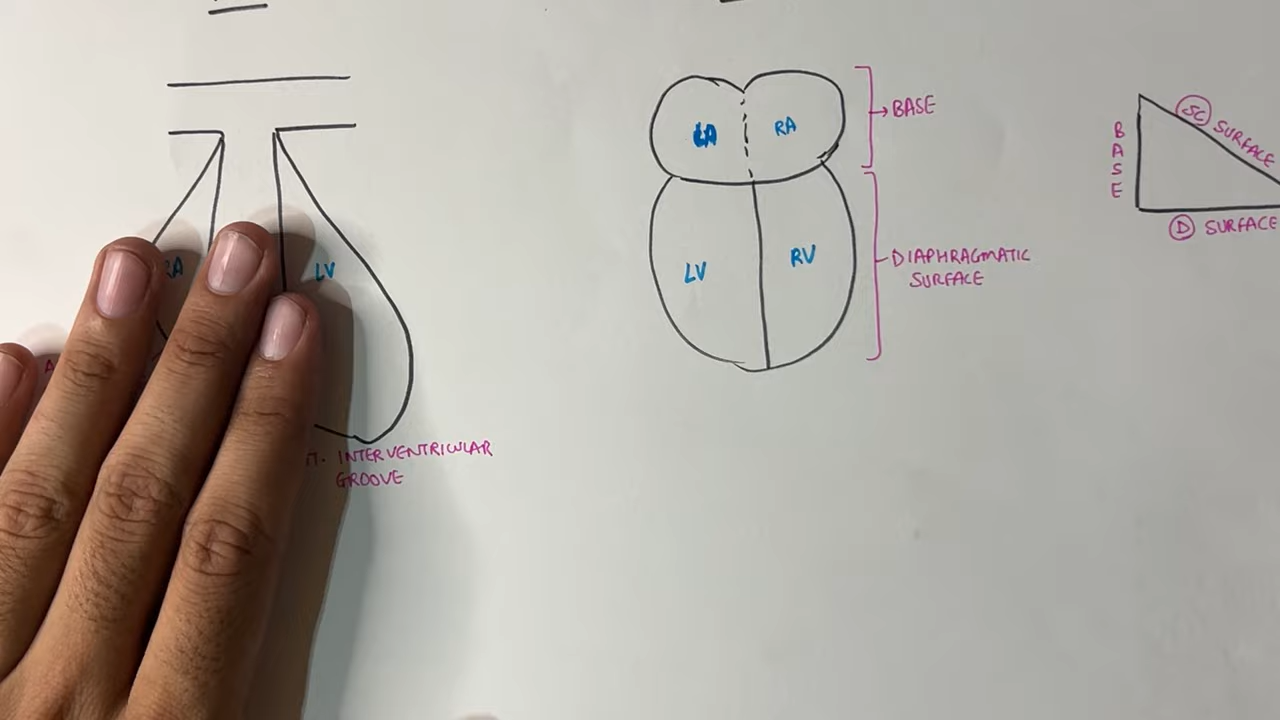 RA
LV
INTERVENTRICULAR
GROOVE
LA
RA
BASE
LV
RV
DIAPHRAGMATIC
SURFACE
BASE
SC SURFACE
D SURFACE